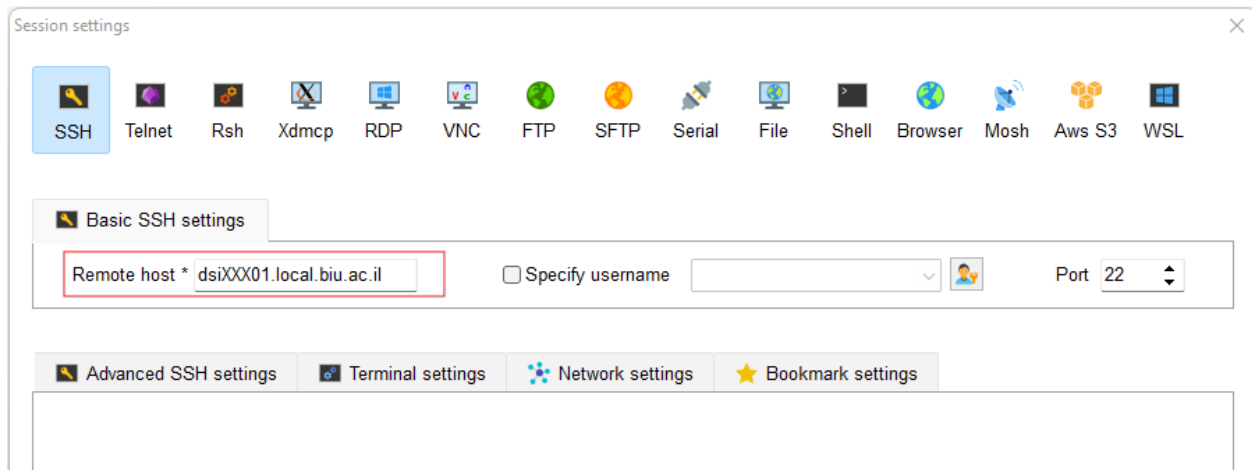 Session settings
SSH Telnet Rsh Xdmcp RDP VNC FTP SFTP Serial File Shell Browser Mosh Aws S3 WSL
Basic SSH settings
Remote host * dsiXXX01.local.biu.ac.il Specify username Port 22
Advanced SSH settings Terminal settings Network settings Bookmark settings